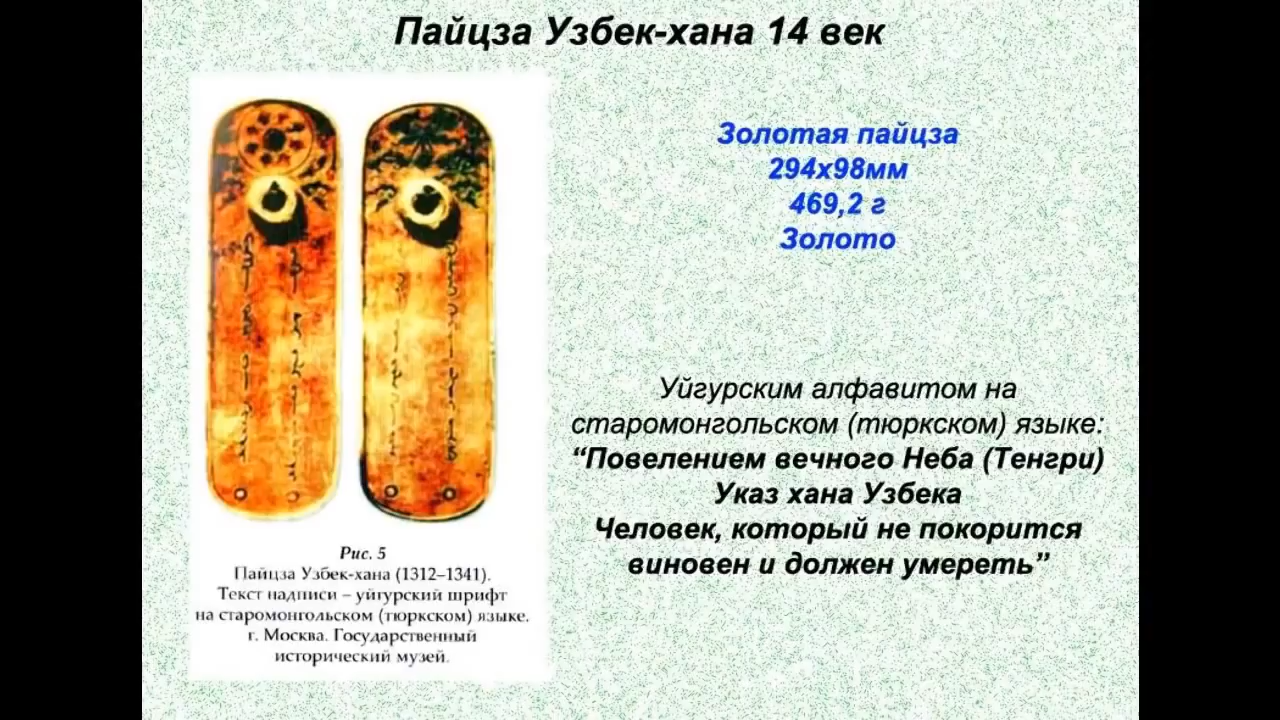 Пайцза Узбек-хана 14 век
Золотая пайцза
294х98мм
469,2 г
Золото
Уйгурским алфавитом на
старомонгольском (тюркском) языке:
“Повелением вечного Неба (Тенгри)
Указ хана Узбека
Человек, который не покорится
виновен и должен умереть”
Рис. 5
Пайцза Узбек-хана (1312–1341).
Текст надписи – уйгурский шрифт
на старомонгольском (тюркском) языке.
г. Москва. Государственный
исторический музей.